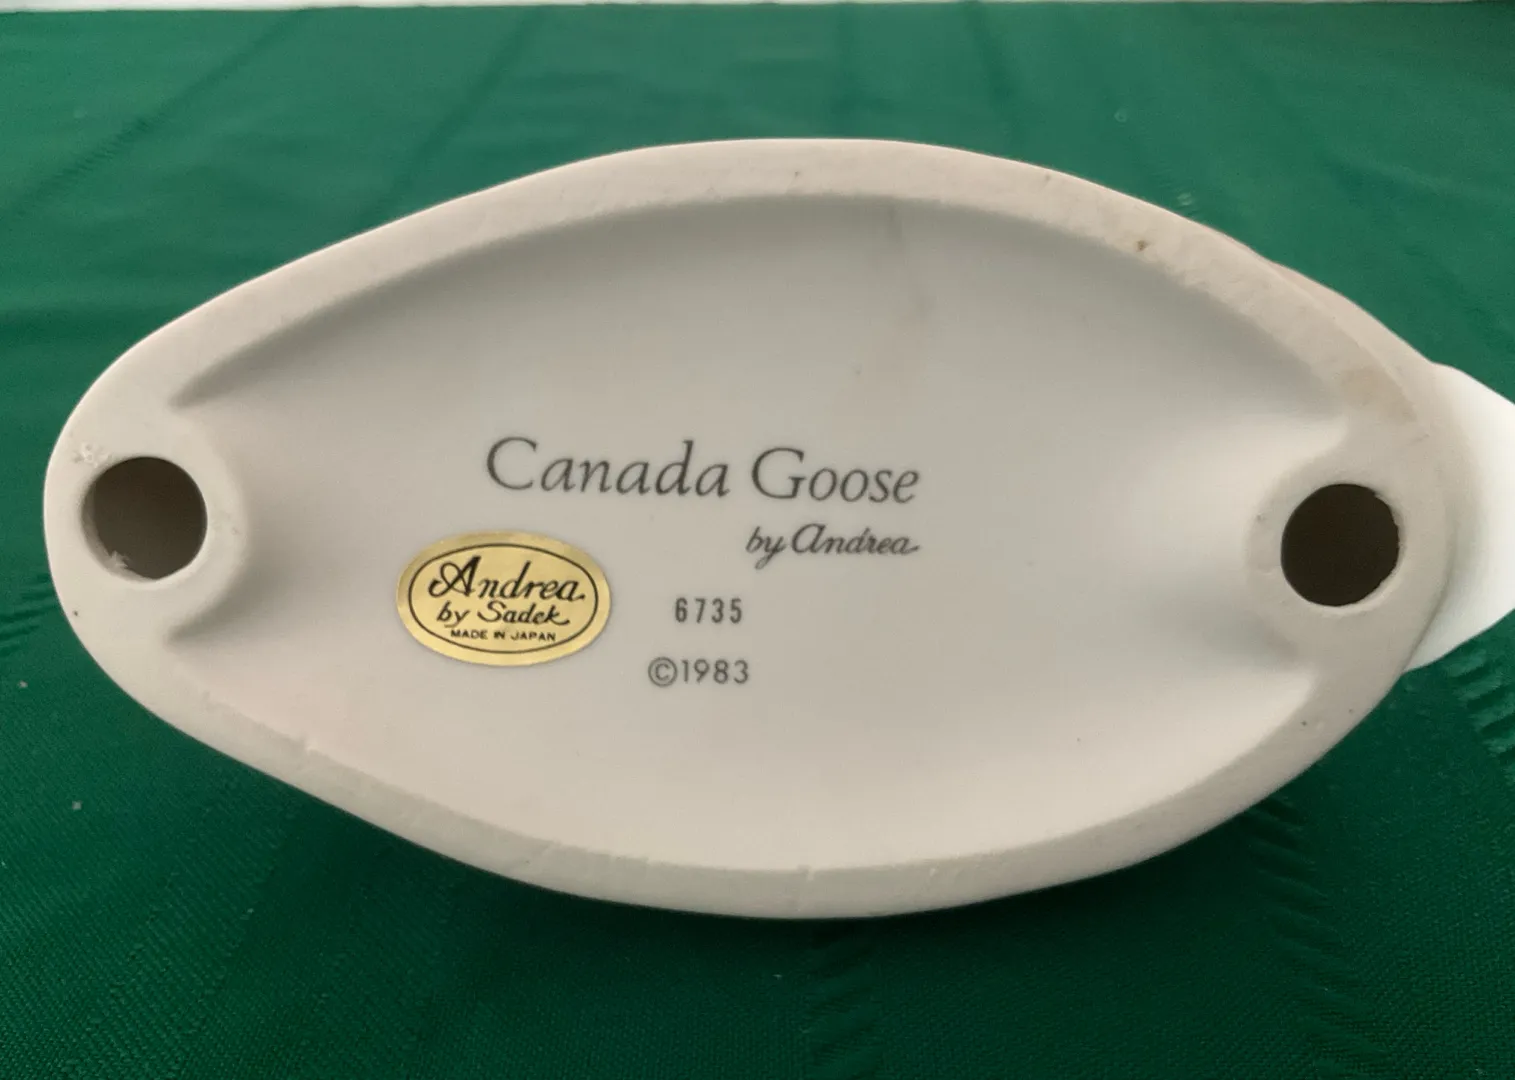 Canada Goose
by Andrea
Andrea
by Sadek
MADE IN JAPAN
6735
©1983